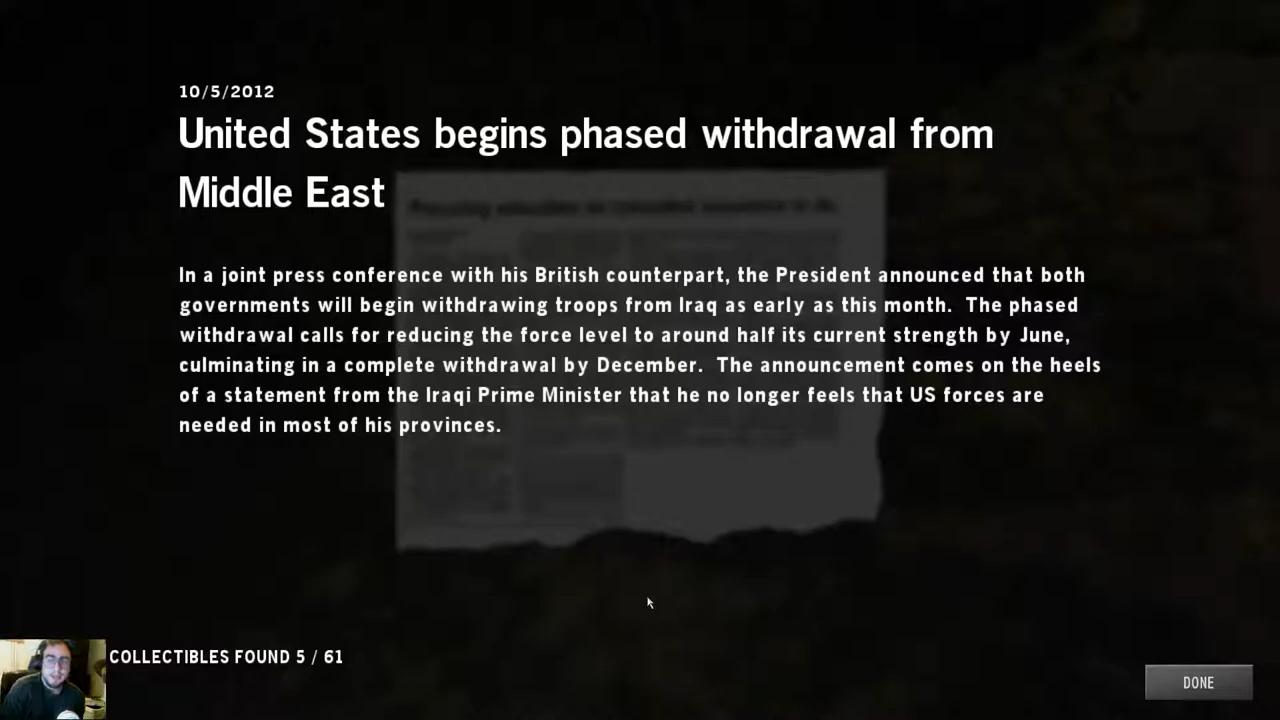 10/5/2012
United States begins phased withdrawal from
Middle East
In a joint press conference with his British counterpart, the President announced that both
governments will begin withdrawing troops from Iraq as early as this month.  The phased
withdrawal calls for reducing the force level to around half its current strength by June,
culminating in a complete withdrawal by December.  The announcement comes on the heels
of a statement from the Iraqi Prime Minister that he no longer feels that US forces are
needed in most of his provinces.
COLLECTIBLES FOUND 5 / 61
DONE